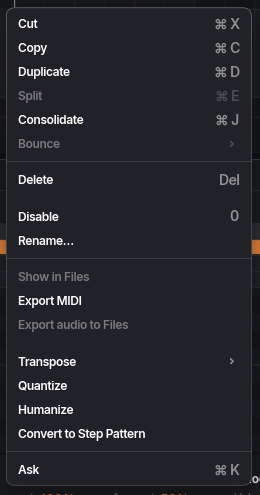 Cut ⌘ X
Copy ⌘ C
Duplicate ⌘ D
Split ⌘ E
Consolidate ⌘ J
Bounce ›
Delete Del
Disable 0
Rename...
Show in Files
Export MIDI
Export audio to Files
Transpose ›
Quantize
Humanize
Convert to Step Pattern
Ask ⌘ K